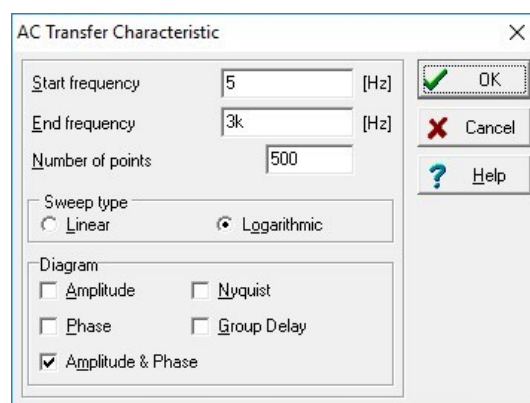 AC Transfer Characteristic
Start frequency 5 [Hz]
OK
End frequency 3k [Hz]
Cancel
Number of points 500
Help
Sweep type
Linear Logarithmic
Diagram
Amplitude Nyquist
Phase Group Delay
Amplitude & Phase